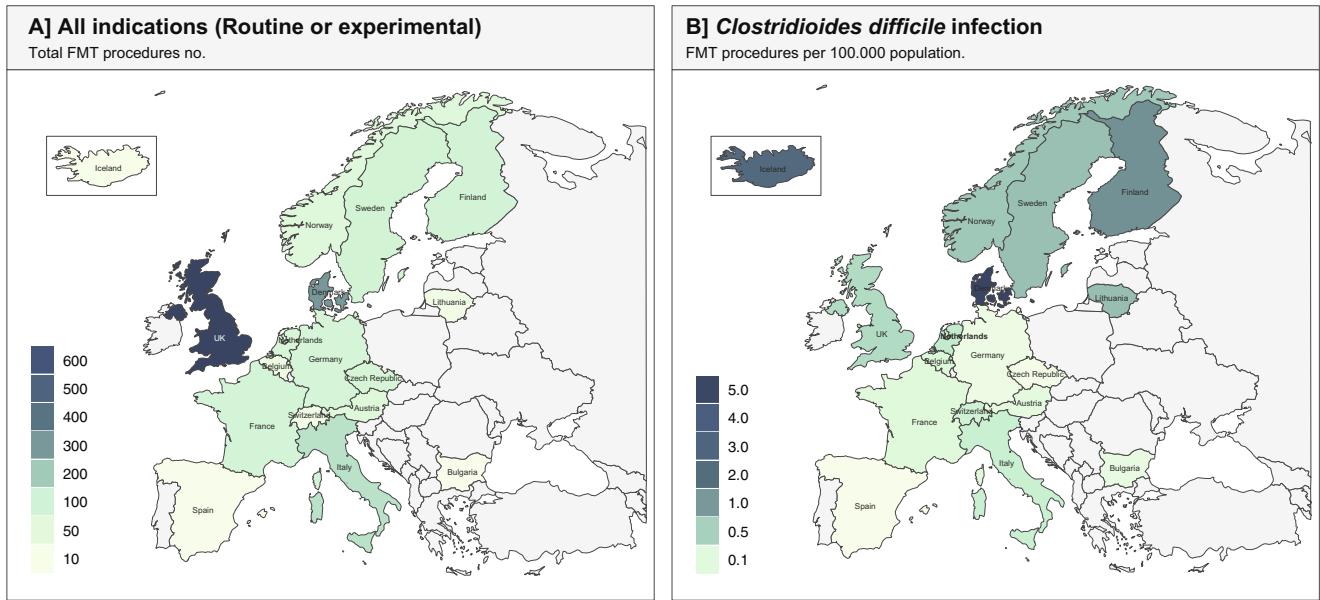 A] All indications (Routine or experimental)
Total FMT procedures no.
Iceland
Finland
Sweden
Norway
Denmark
Lithuania
UK
Netherlands
Germany
Belgium
Czech Republic
Austria
Switzerland
France
Italy
Bulgaria
Spain
600
500
400
300
200
100
50
10
B] Clostridioides difficile infection
FMT procedures per 100.000 population.
Iceland
Finland
Sweden
Norway
Denmark
Lithuania
UK
Netherlands
Germany
Belgium
Czech Republic
Austria
Switzerland
France
Italy
Bulgaria
Spain
5.0
4.0
3.0
2.0
1.0
0.5
0.1